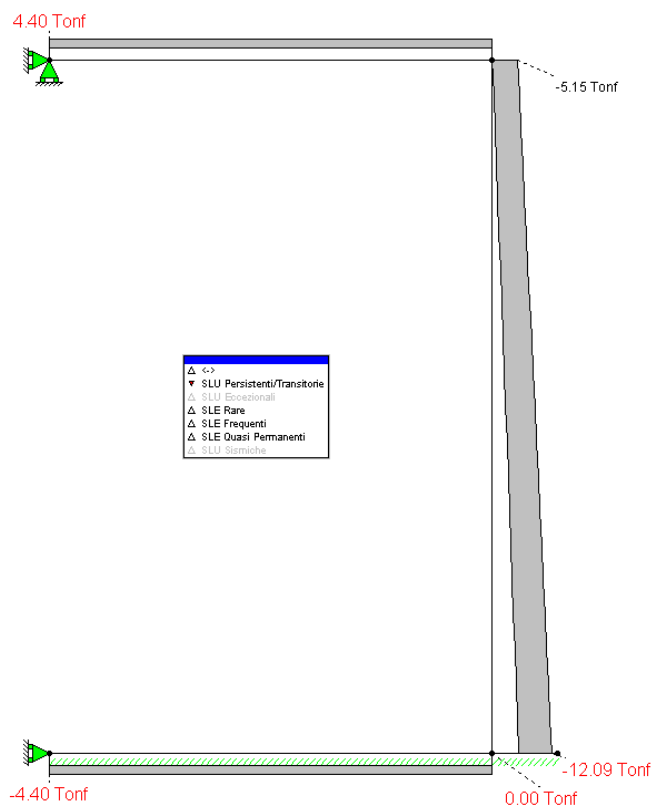 4.40 Tonf
-5.15 Tonf
<->
SLU Persistenti/Transitorie
SLU Eccezionali
SLE Rare
SLE Frequenti
SLE Quasi Permanenti
SLU Sismiche
-12.09 Tonf
-4.40 Tonf
0.00 Tonf